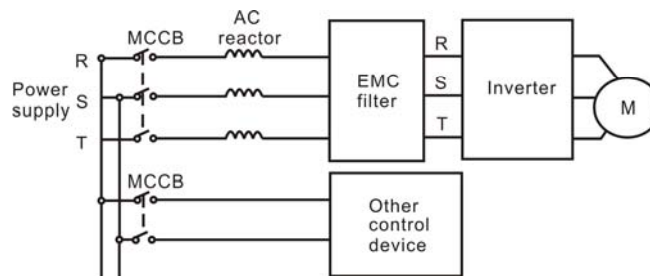 MCCB
AC
reactor
R
Power
supply
S
T
EMC
filter
R
S
T
Inverter
M
MCCB
Other
control
device